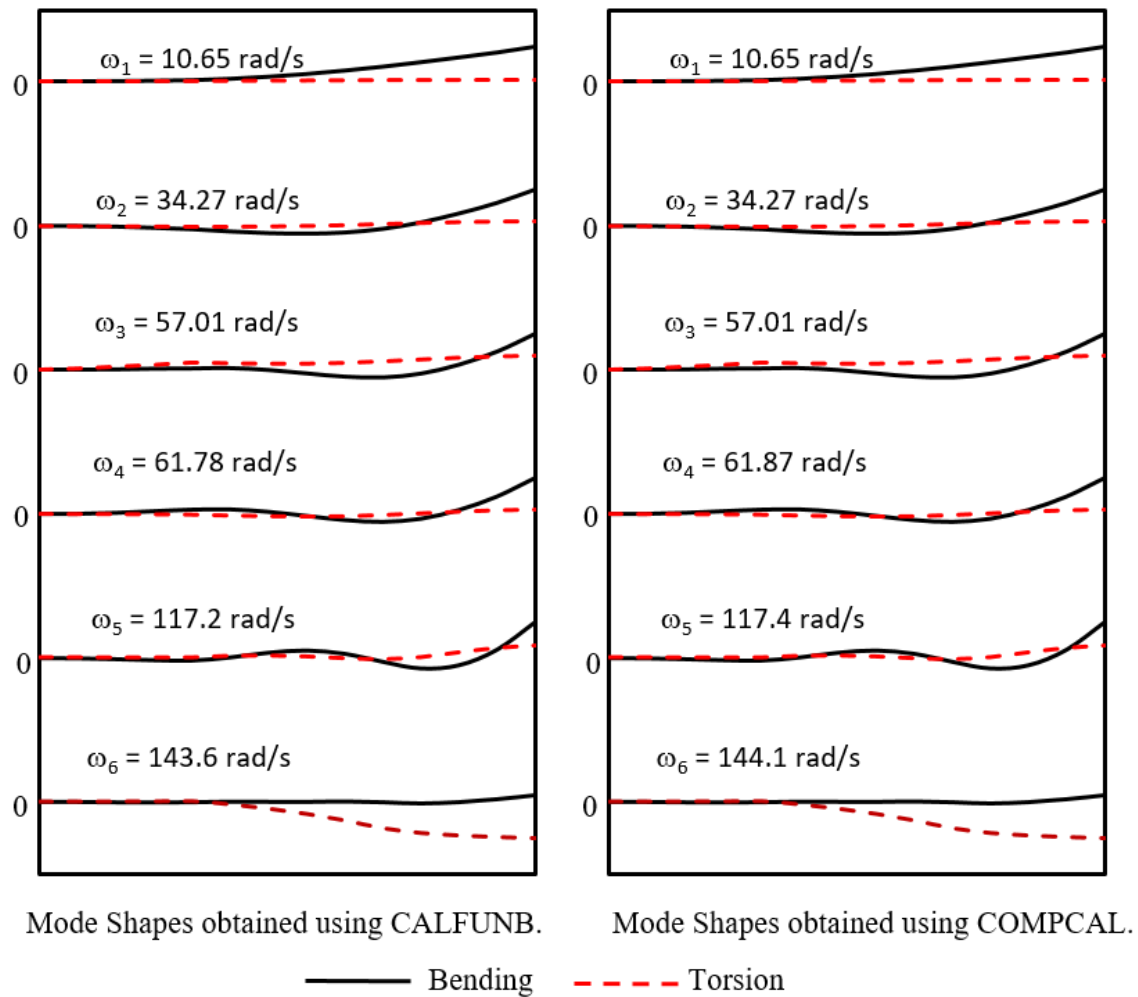 ω1 = 10.65 rad/s
0
ω2 = 34.27 rad/s
0
ω3 = 57.01 rad/s
0
ω4 = 61.78 rad/s
0
ω5 = 117.2 rad/s
0
ω6 = 143.6 rad/s
0
Mode Shapes obtained using CALFUNB.
ω1 = 10.65 rad/s
0
ω2 = 34.27 rad/s
0
ω3 = 57.01 rad/s
0
ω4 = 61.87 rad/s
0
ω5 = 117.4 rad/s
0
ω6 = 144.1 rad/s
0
Mode Shapes obtained using COMPCAL.
Bending
Torsion